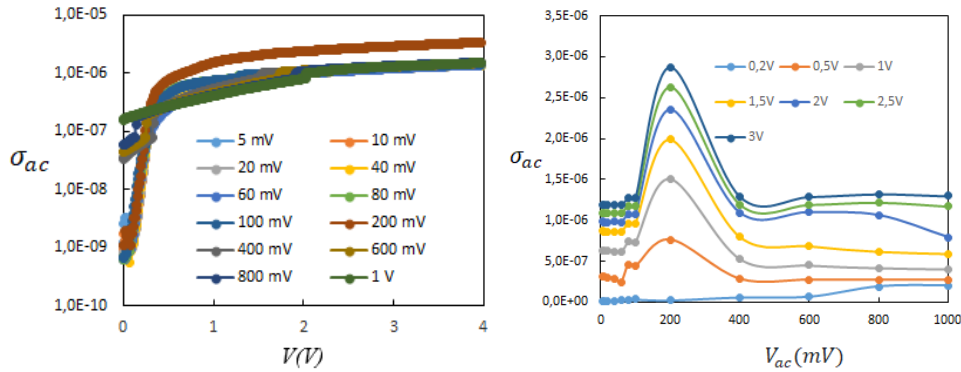 1,0E-05
1,0E-06
1,0E-07
1,0E-08
1,0E-09
1,0E-10
σac
0 1 2 3 4
V(V)
5 mV 10 mV
20 mV 40 mV
60 mV 80 mV
100 mV 200 mV
400 mV 600 mV
800 mV 1 V
3,5E-06
3,0E-06
2,5E-06
2,0E-06
1,5E-06
1,0E-06
5,0E-07
0,0E+00
σac
0 200 400 600 800 1000
Vac(mV)
0,2V 0,5V 1V
1,5V 2V 2,5V
3V